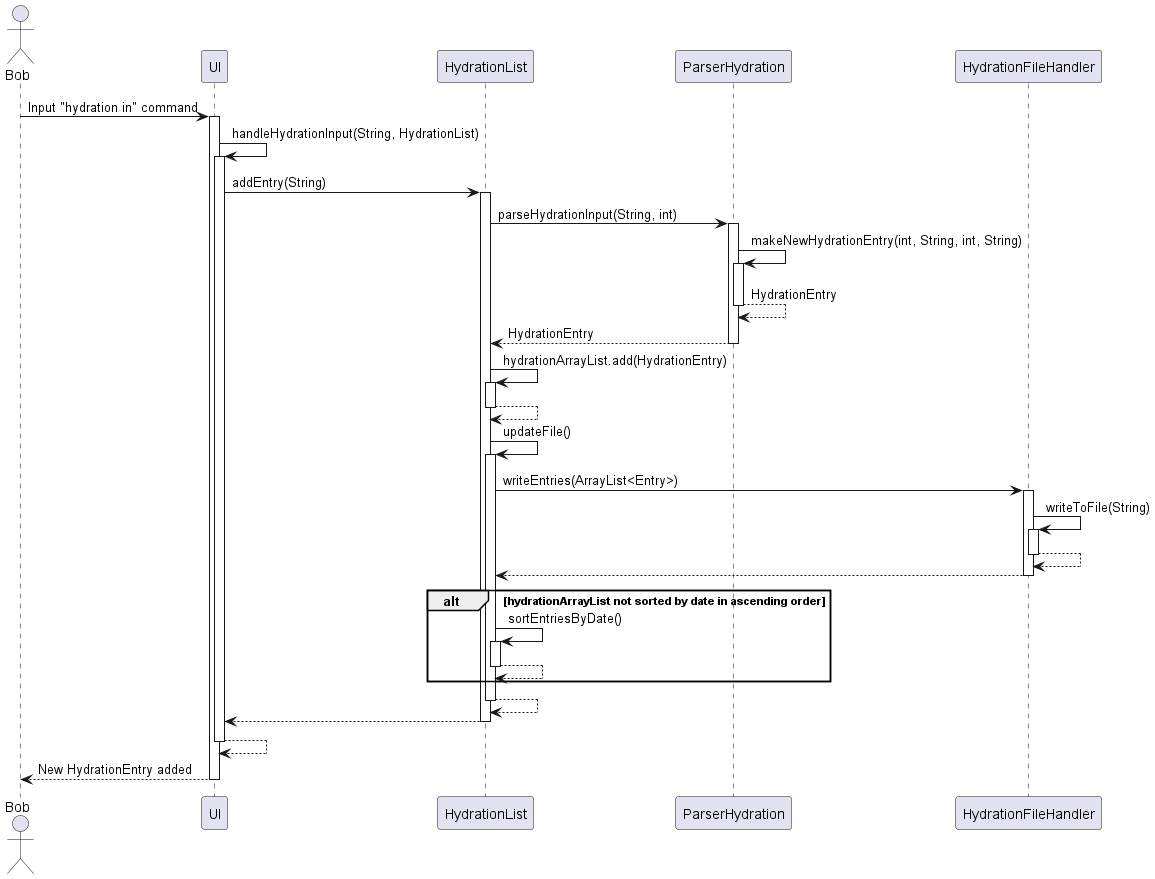 Bob
UI
HydrationList
ParserHydration
HydrationFileHandler
Input "hydration in" command
handleHydrationInput(String, HydrationList)
addEntry(String)
parseHydrationInput(String, int)
makeNewHydrationEntry(int, String, int, String)
HydrationEntry
HydrationEntry
hydrationArrayList.add(HydrationEntry)
updateFile()
writeEntries(ArrayList<Entry>)
writeToFile(String)
alt
[hydrationArrayList not sorted by date in ascending order]
sortEntriesByDate()
New HydrationEntry added
Bob
UI
HydrationList
ParserHydration
HydrationFileHandler